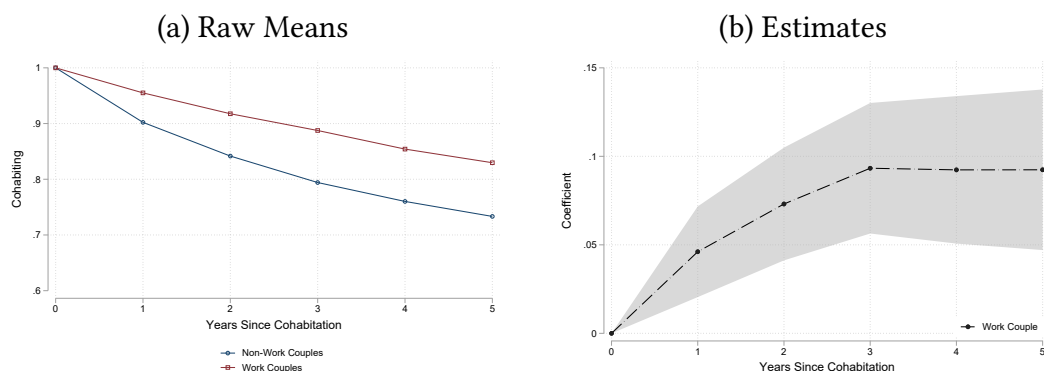 (a) Raw Means
1
.9
.8
.7
.6
Cohabiting
0 1 2 3 4 5
Years Since Cohabitation
Non-Work Couples
Work Couples
(b) Estimates
.15
.1
.05
0
Coefficient
Work Couple
0 1 2 3 4 5
Years Since Cohabitation